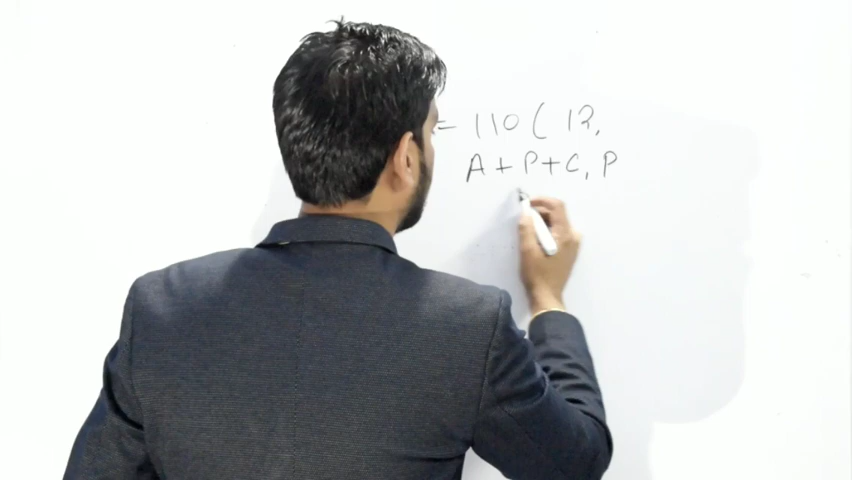 = 110 ( 12,
A + P + C, P